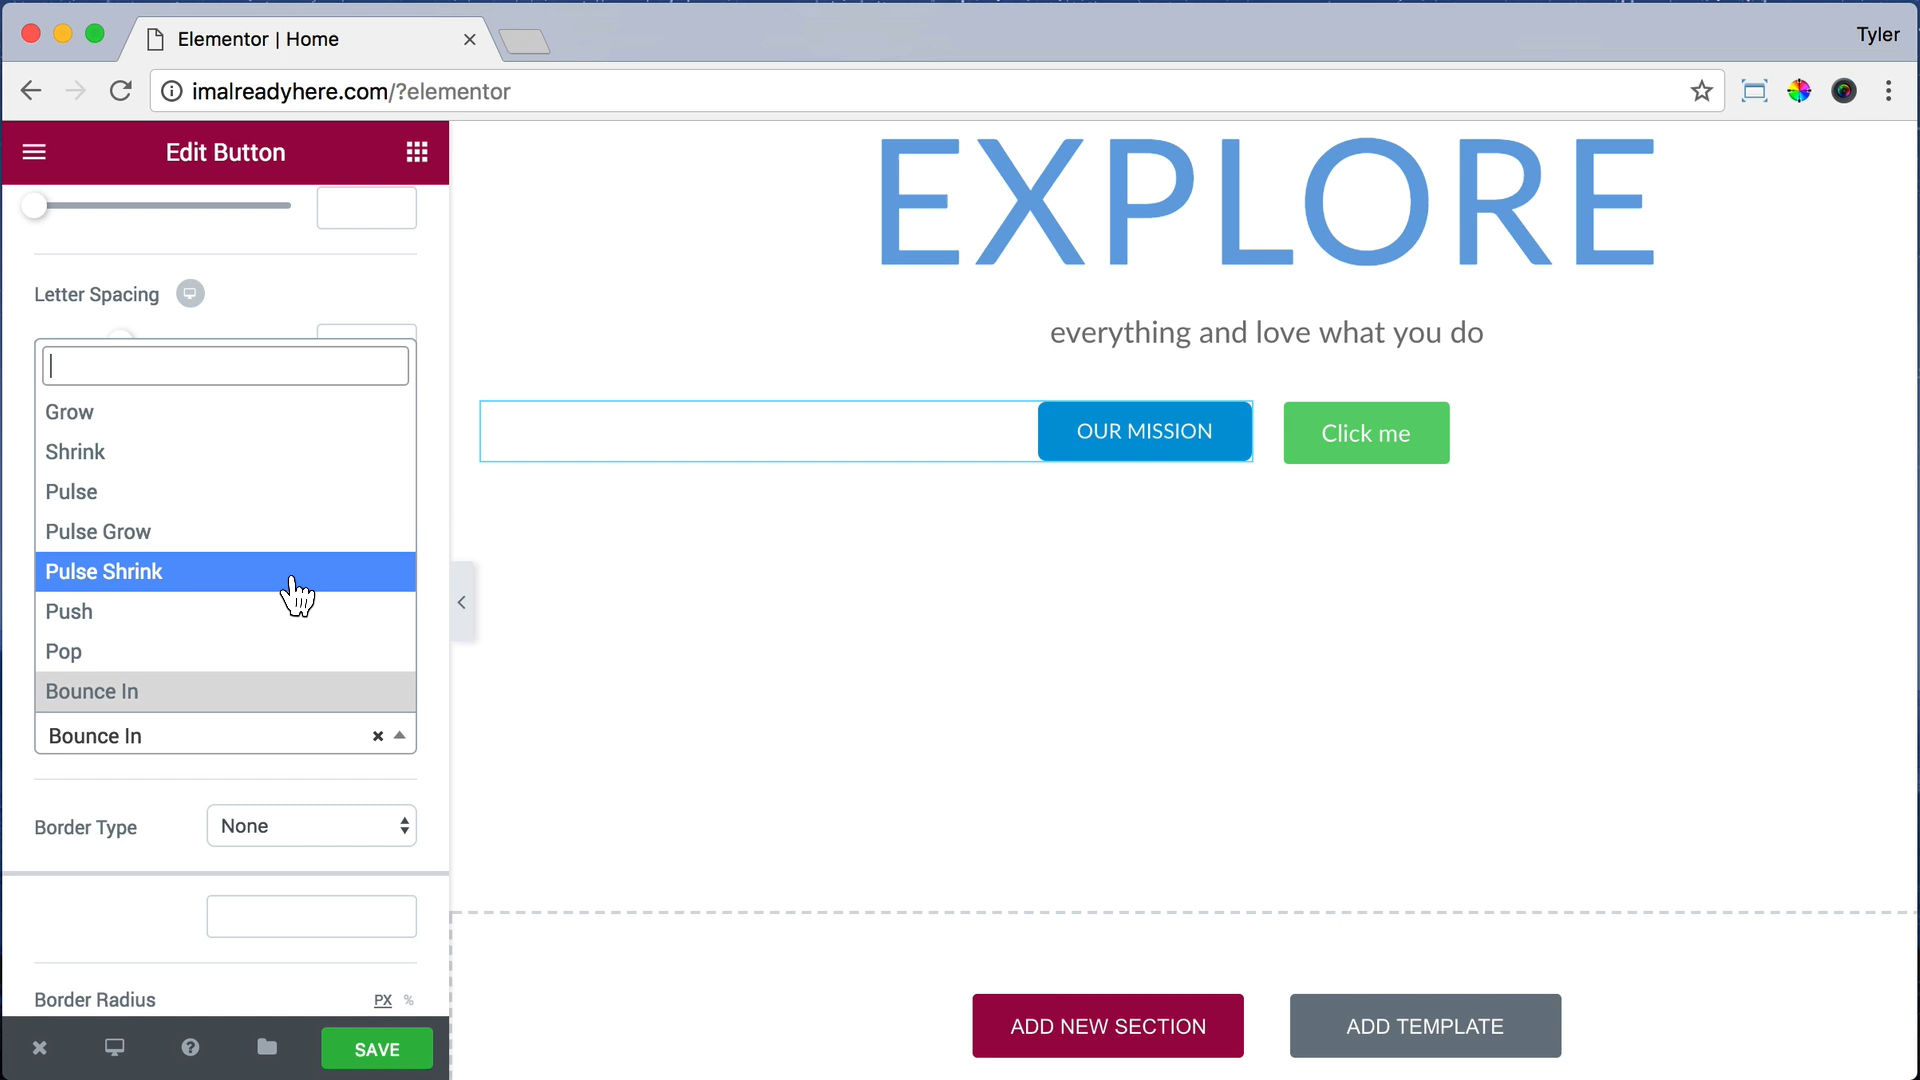 Elementor | Home
Tyler
imalreadyhere.com/?elementor
Edit Button
Letter Spacing
Grow
Shrink
Pulse
Pulse Grow
Pulse Shrink
Push
Pop
Bounce In
Bounce In
Border Type
None
Border Radius
PX %
SAVE
EXPLORE
everything and love what you do
OUR MISSION
Click me
ADD NEW SECTION
ADD TEMPLATE